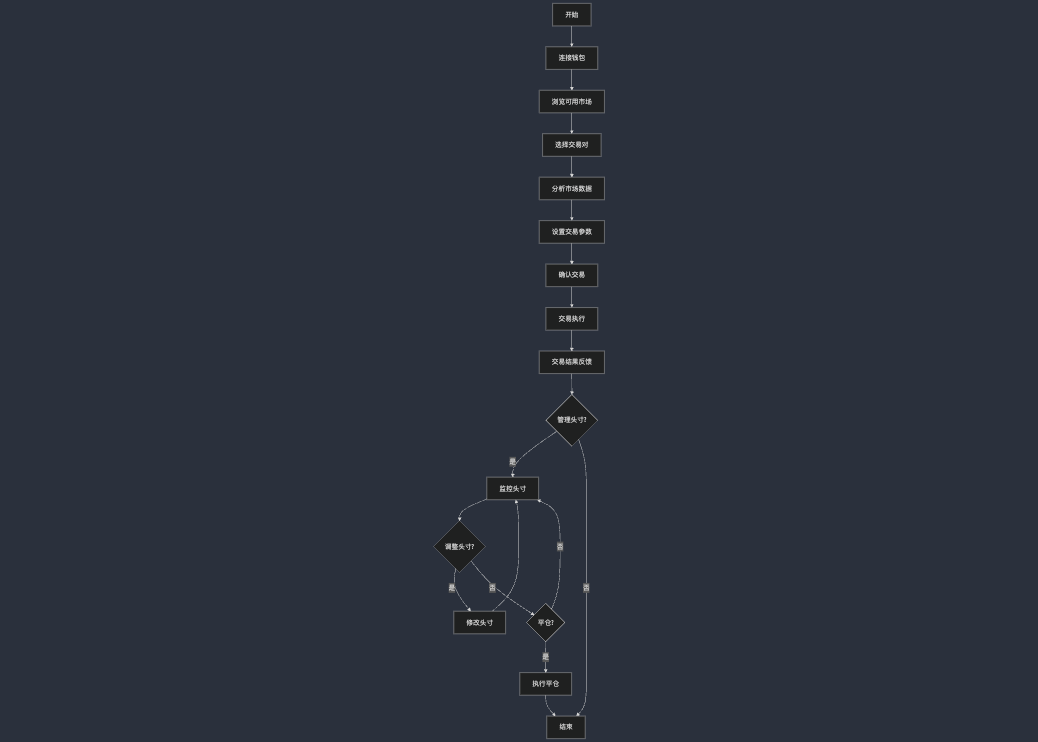 开始
连接钱包
浏览可用市场
选择交易对
分析市场数据
设置交易参数
确认交易
交易执行
交易结果反馈
管理头寸?
是
监控头寸
调整头寸?
否
是
否
否
修改头寸
平仓?
是
执行平仓
结束